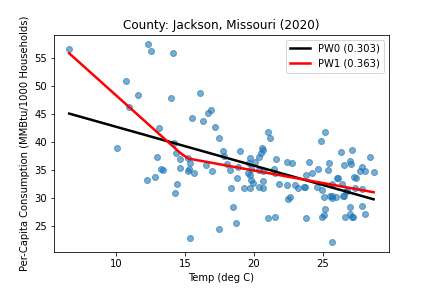 County: Jackson, Missouri (2020)
PW0 (0.303)
PW1 (0.363)
Per-Capita Consumption (MMBtu/1000 Households)
55
50
45
40
35
30
25
10
15
20
25
Temp (deg C)